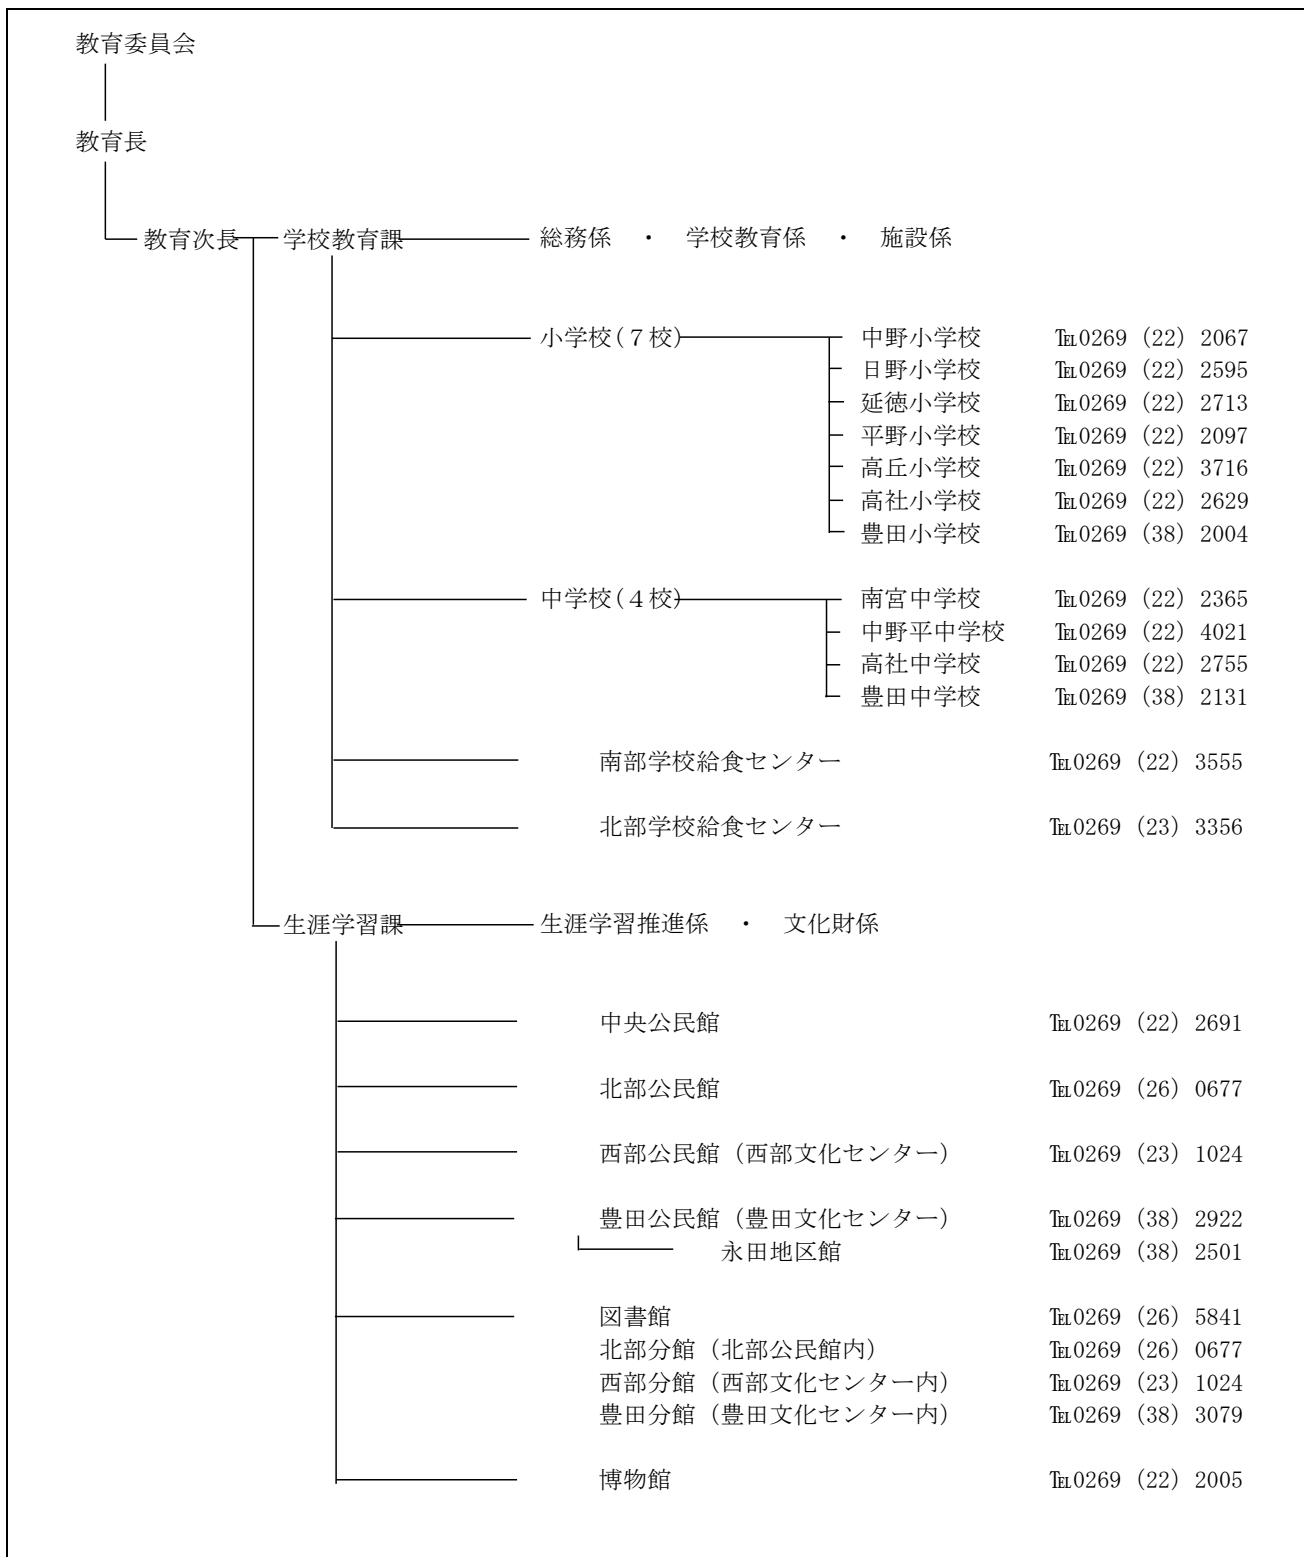 教育委員会
教育長
教育次長 学校教育課 総務係 ・ 学校教育係 ・ 施設係
小学校(７校) 中野小学校 ℡0269 (22) 2067
日野小学校 ℡0269 (22) 2595
延徳小学校 ℡0269 (22) 2713
平野小学校 ℡0269 (22) 2097
高丘小学校 ℡0269 (22) 3716
高社小学校 ℡0269 (22) 2629
豊田小学校 ℡0269 (38) 2004
中学校(４校) 南宮中学校 ℡0269 (22) 2365
中野平中学校 ℡0269 (22) 4021
高社中学校 ℡0269 (22) 2755
豊田中学校 ℡0269 (38) 2131
南部学校給食センター ℡0269 (22) 3555
北部学校給食センター ℡0269 (23) 3356
生涯学習課 生涯学習推進係 ・ 文化財係
中央公民館 ℡0269 (22) 2691
北部公民館 ℡0269 (26) 0677
西部公民館（西部文化センター） ℡0269 (23) 1024
豊田公民館（豊田文化センター） ℡0269 (38) 2922
永田地区館 ℡0269 (38) 2501
図書館 ℡0269 (26) 5841
北部分館（北部公民館内） ℡0269 (26) 0677
西部分館（西部文化センター内） ℡0269 (23) 1024
豊田分館（豊田文化センター内） ℡0269 (38) 3079
博物館 ℡0269 (22) 2005